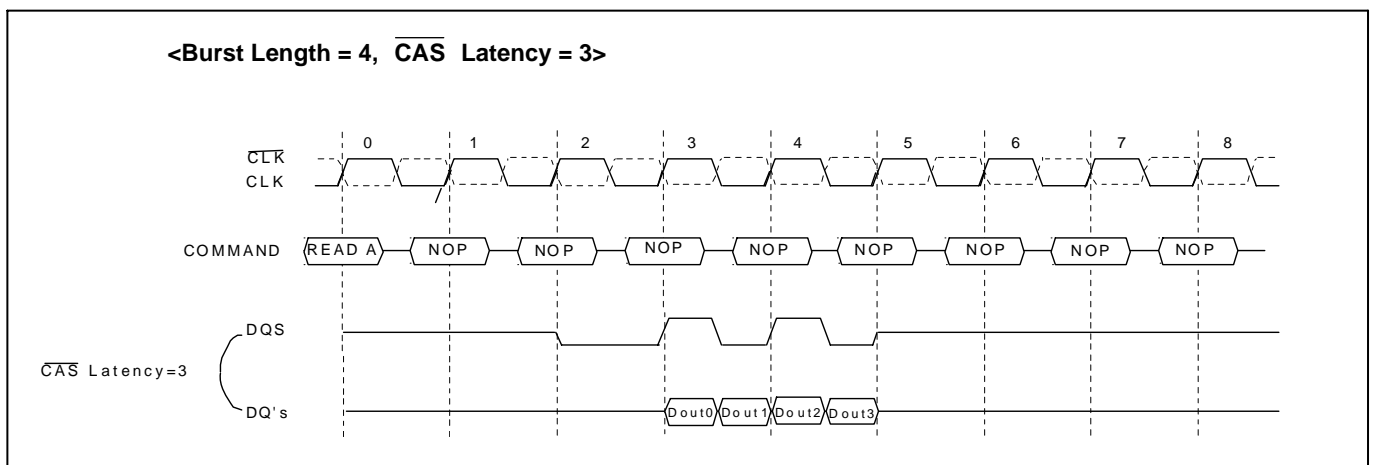 <Burst Length = 4, CAS Latency = 3>
0 1 2 3 4 5 6 7 8
CLK
CLK
COMMAND READ A NOP NOP NOP NOP NOP NOP NOP NOP
DQS
CAS Latency=3
DQ's Dout0 Dout1 Dout2 Dout3